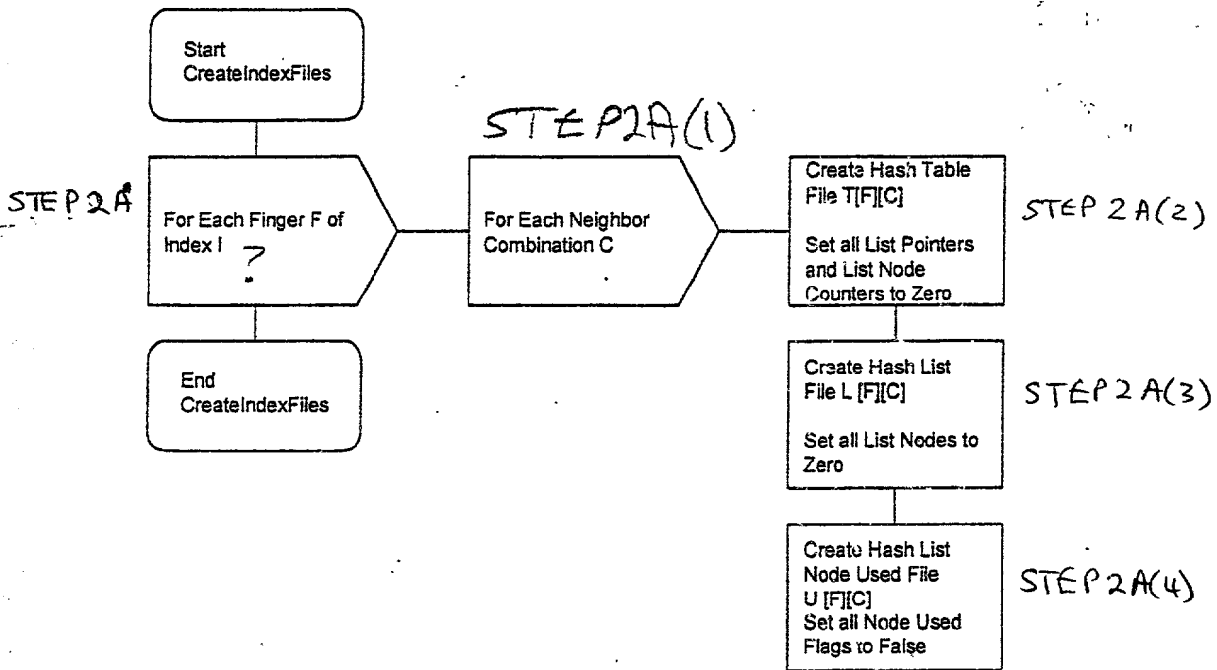 Start
CreateIndexFiles
STEP2A(1)
STEP 2A
For Each Finger F of
Index I
?
For Each Neighbor
Combination C
Create Hash Table
File T[F][C]
Set all List Pointers
and List Node
Counters to Zero
STEP 2A(2)
End
CreateIndexFiles
Create Hash List
File L [F][C]
Set all List Nodes to
Zero
STEP 2A(3)
Create Hash List
Node Used File
U [F][C]
Set all Node Used
Flags to False
STEP 2A(4)